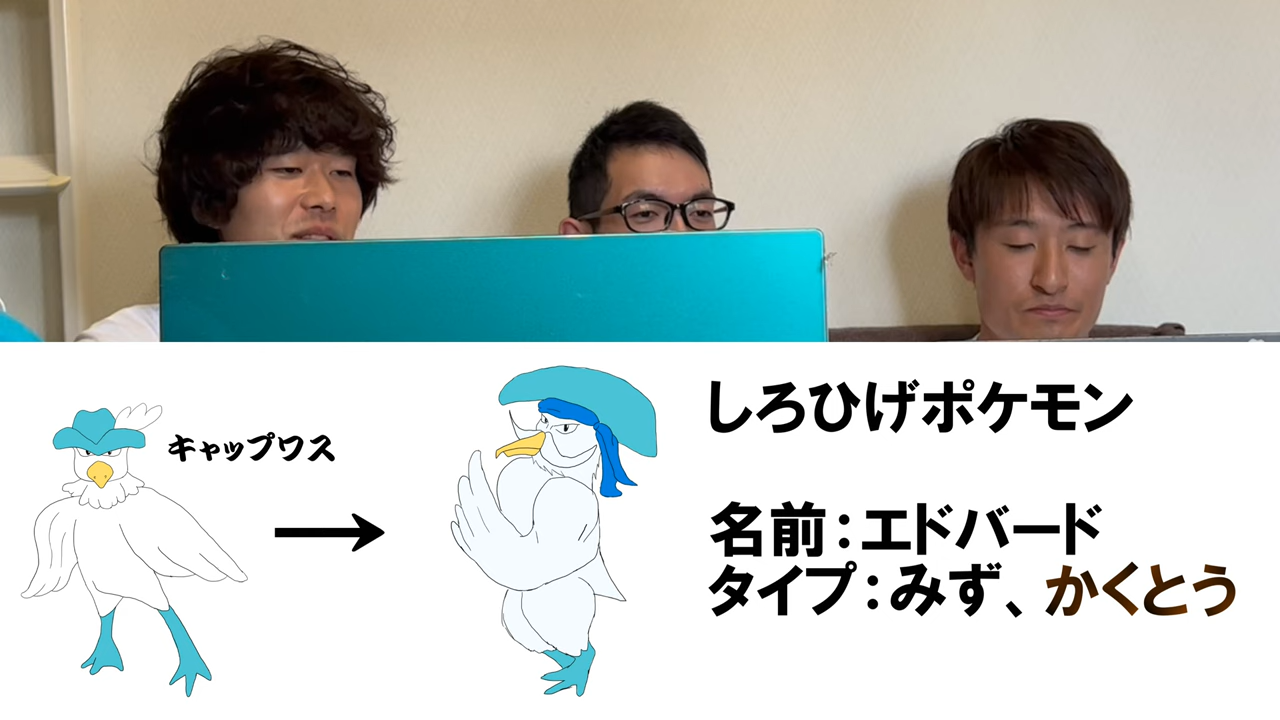 キャップワス
しろひげポケモン
名前：エドバード
タイプ：みず、かくとう